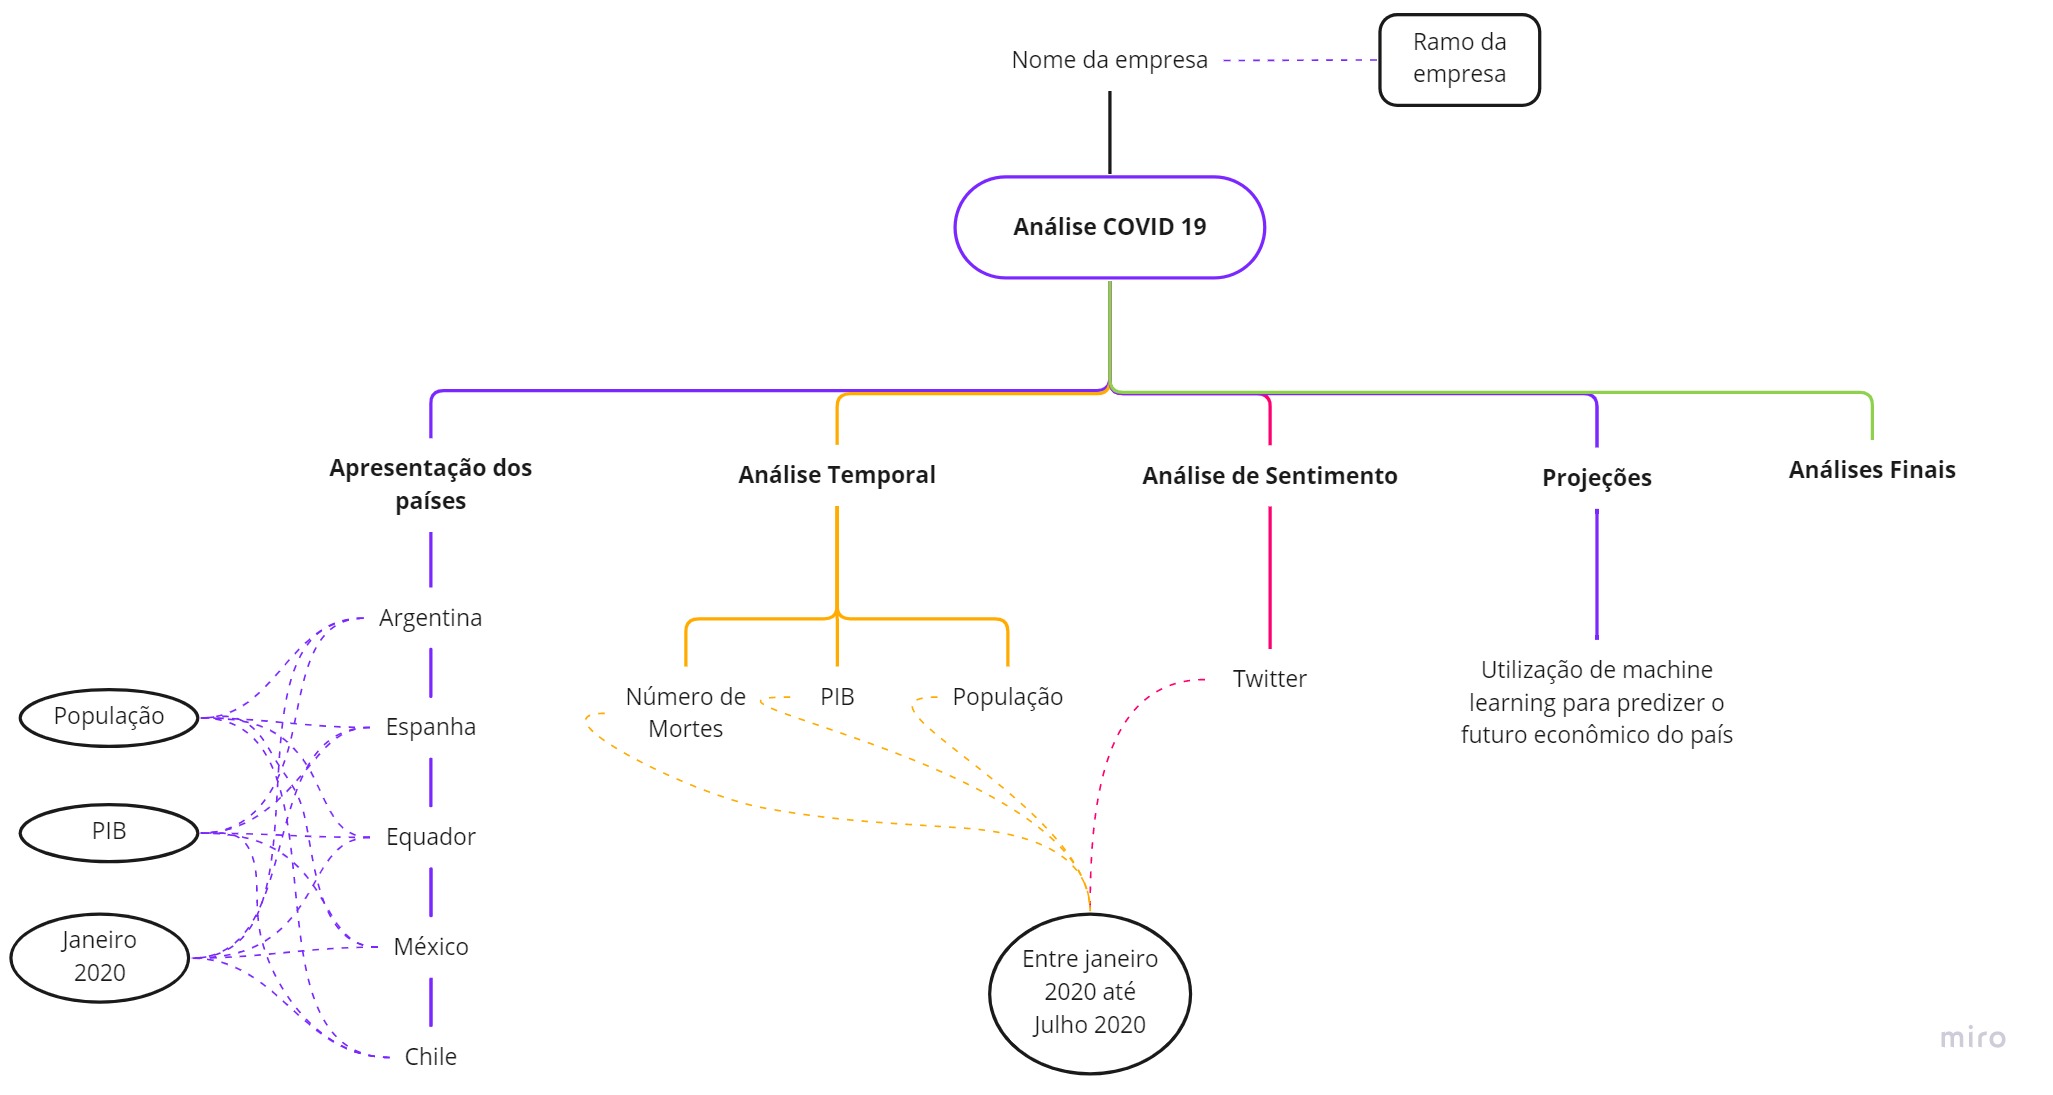 Nome da empresa
Ramo da
empresa
Análise COVID 19
Apresentação dos
países
Análise Temporal
Análise de Sentimento
Projeções
Análises Finais
Argentina
Espanha
Equador
México
Chile
População
PIB
Janeiro
2020
Número de
Mortes
PIB
População
Twitter
Utilização de machine
learning para predizer o
futuro econômico do país
Entre janeiro
2020 até
Julho 2020
miro